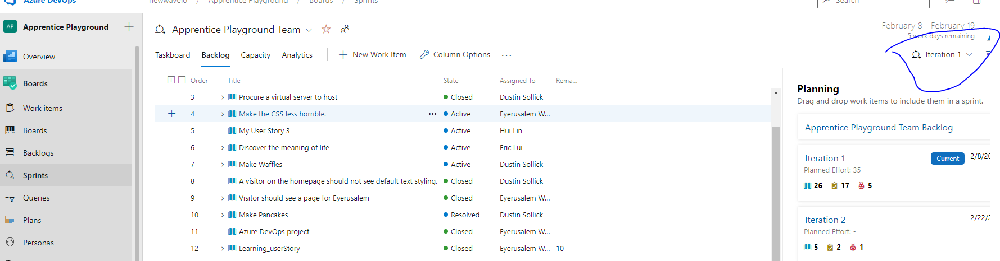 Azure DevOps
newwaveio / Apprentice Playground / Boards / Sprints
Search
AP Apprentice Playground
Overview
Boards
Work items
Boards
Backlogs
Sprints
Queries
Plans
Personas
Apprentice Playground Team
February 8 - February 19
5 work days remaining
Taskboard Backlog Capacity Analytics New Work Item Column Options ...
Iteration 1
Order Title State Assigned To Rema...
3 Procure a virtual server to host Closed Dustin Sollick
4 Make the CSS less horrible. ... Active Eyerusalem W...
5 My User Story 3 Active Hui Lin
6 Discover the meaning of life Active Eric Lui
7 Make Waffles Active Dustin Sollick
8 A visitor on the homepage should not see default text styling. Closed Dustin Sollick
9 Visitor should see a page for Eyerusalem Closed Eyerusalem W...
10 Make Pancakes Resolved Dustin Sollick
11 Azure DevOps project Closed Eyerusalem W...
12 Learning_userStory Closed Eyerusalem W... 10
Planning
Drag and drop work items to include them in a sprint.
Apprentice Playground Team Backlog
Iteration 1 Current 2/8/20
Planned Effort: 35
26 17 5
Iteration 2 2/22/2
Planned Effort: -
5 2 1